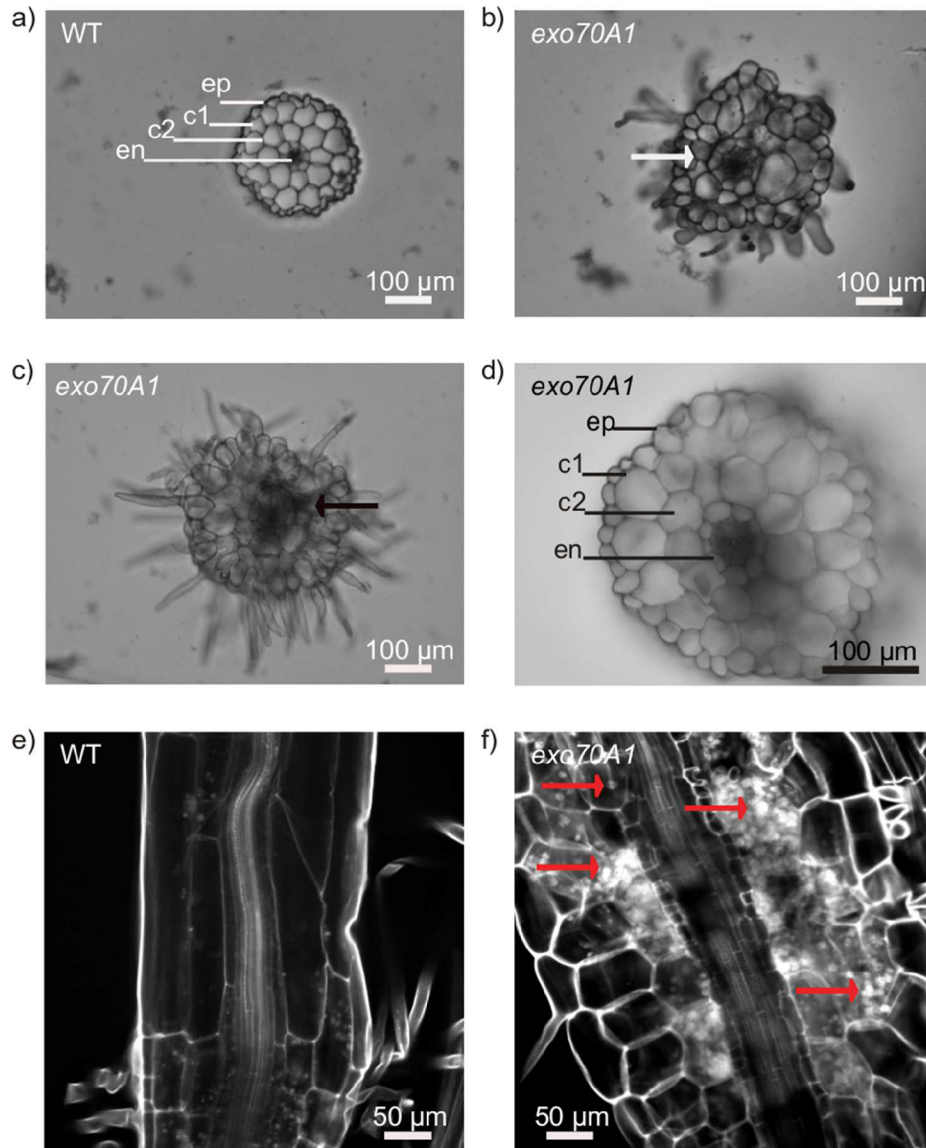 a) WT
ep
c1
c2
en
100 µm
b) exo70A1
100 µm
c) exo70A1
100 µm
d) exo70A1
ep
c1
c2
en
100 µm
e) WT
50 µm
f) exo70A1
50 µm